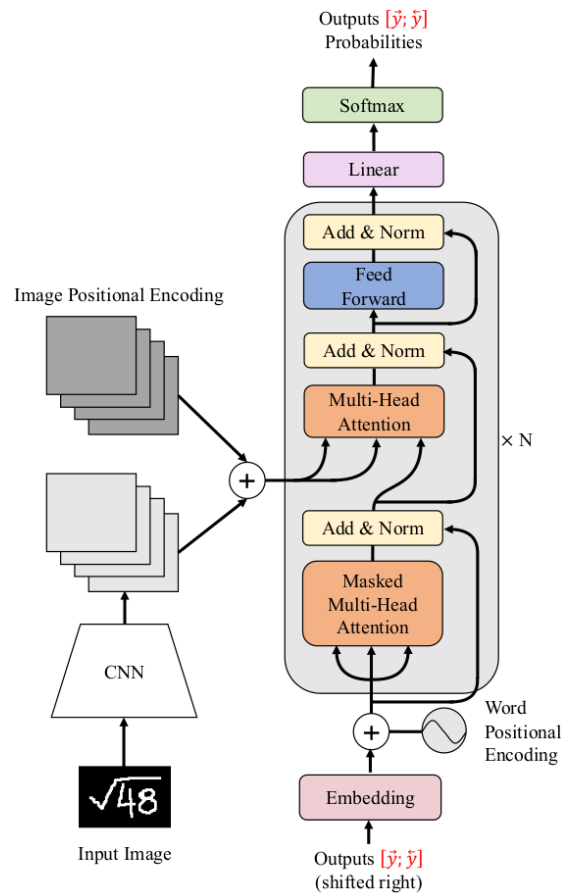 Outputs [y⃗; y⃖]
Probabilities
Softmax
Linear
Add & Norm
Feed
Forward
Add & Norm
Multi-Head
Attention
× N
Add & Norm
Masked
Multi-Head
Attention
Image Positional Encoding
+
CNN
√48
Input Image
+
Word
Positional
Encoding
Embedding
Outputs [y⃗; y⃖]
(shifted right)